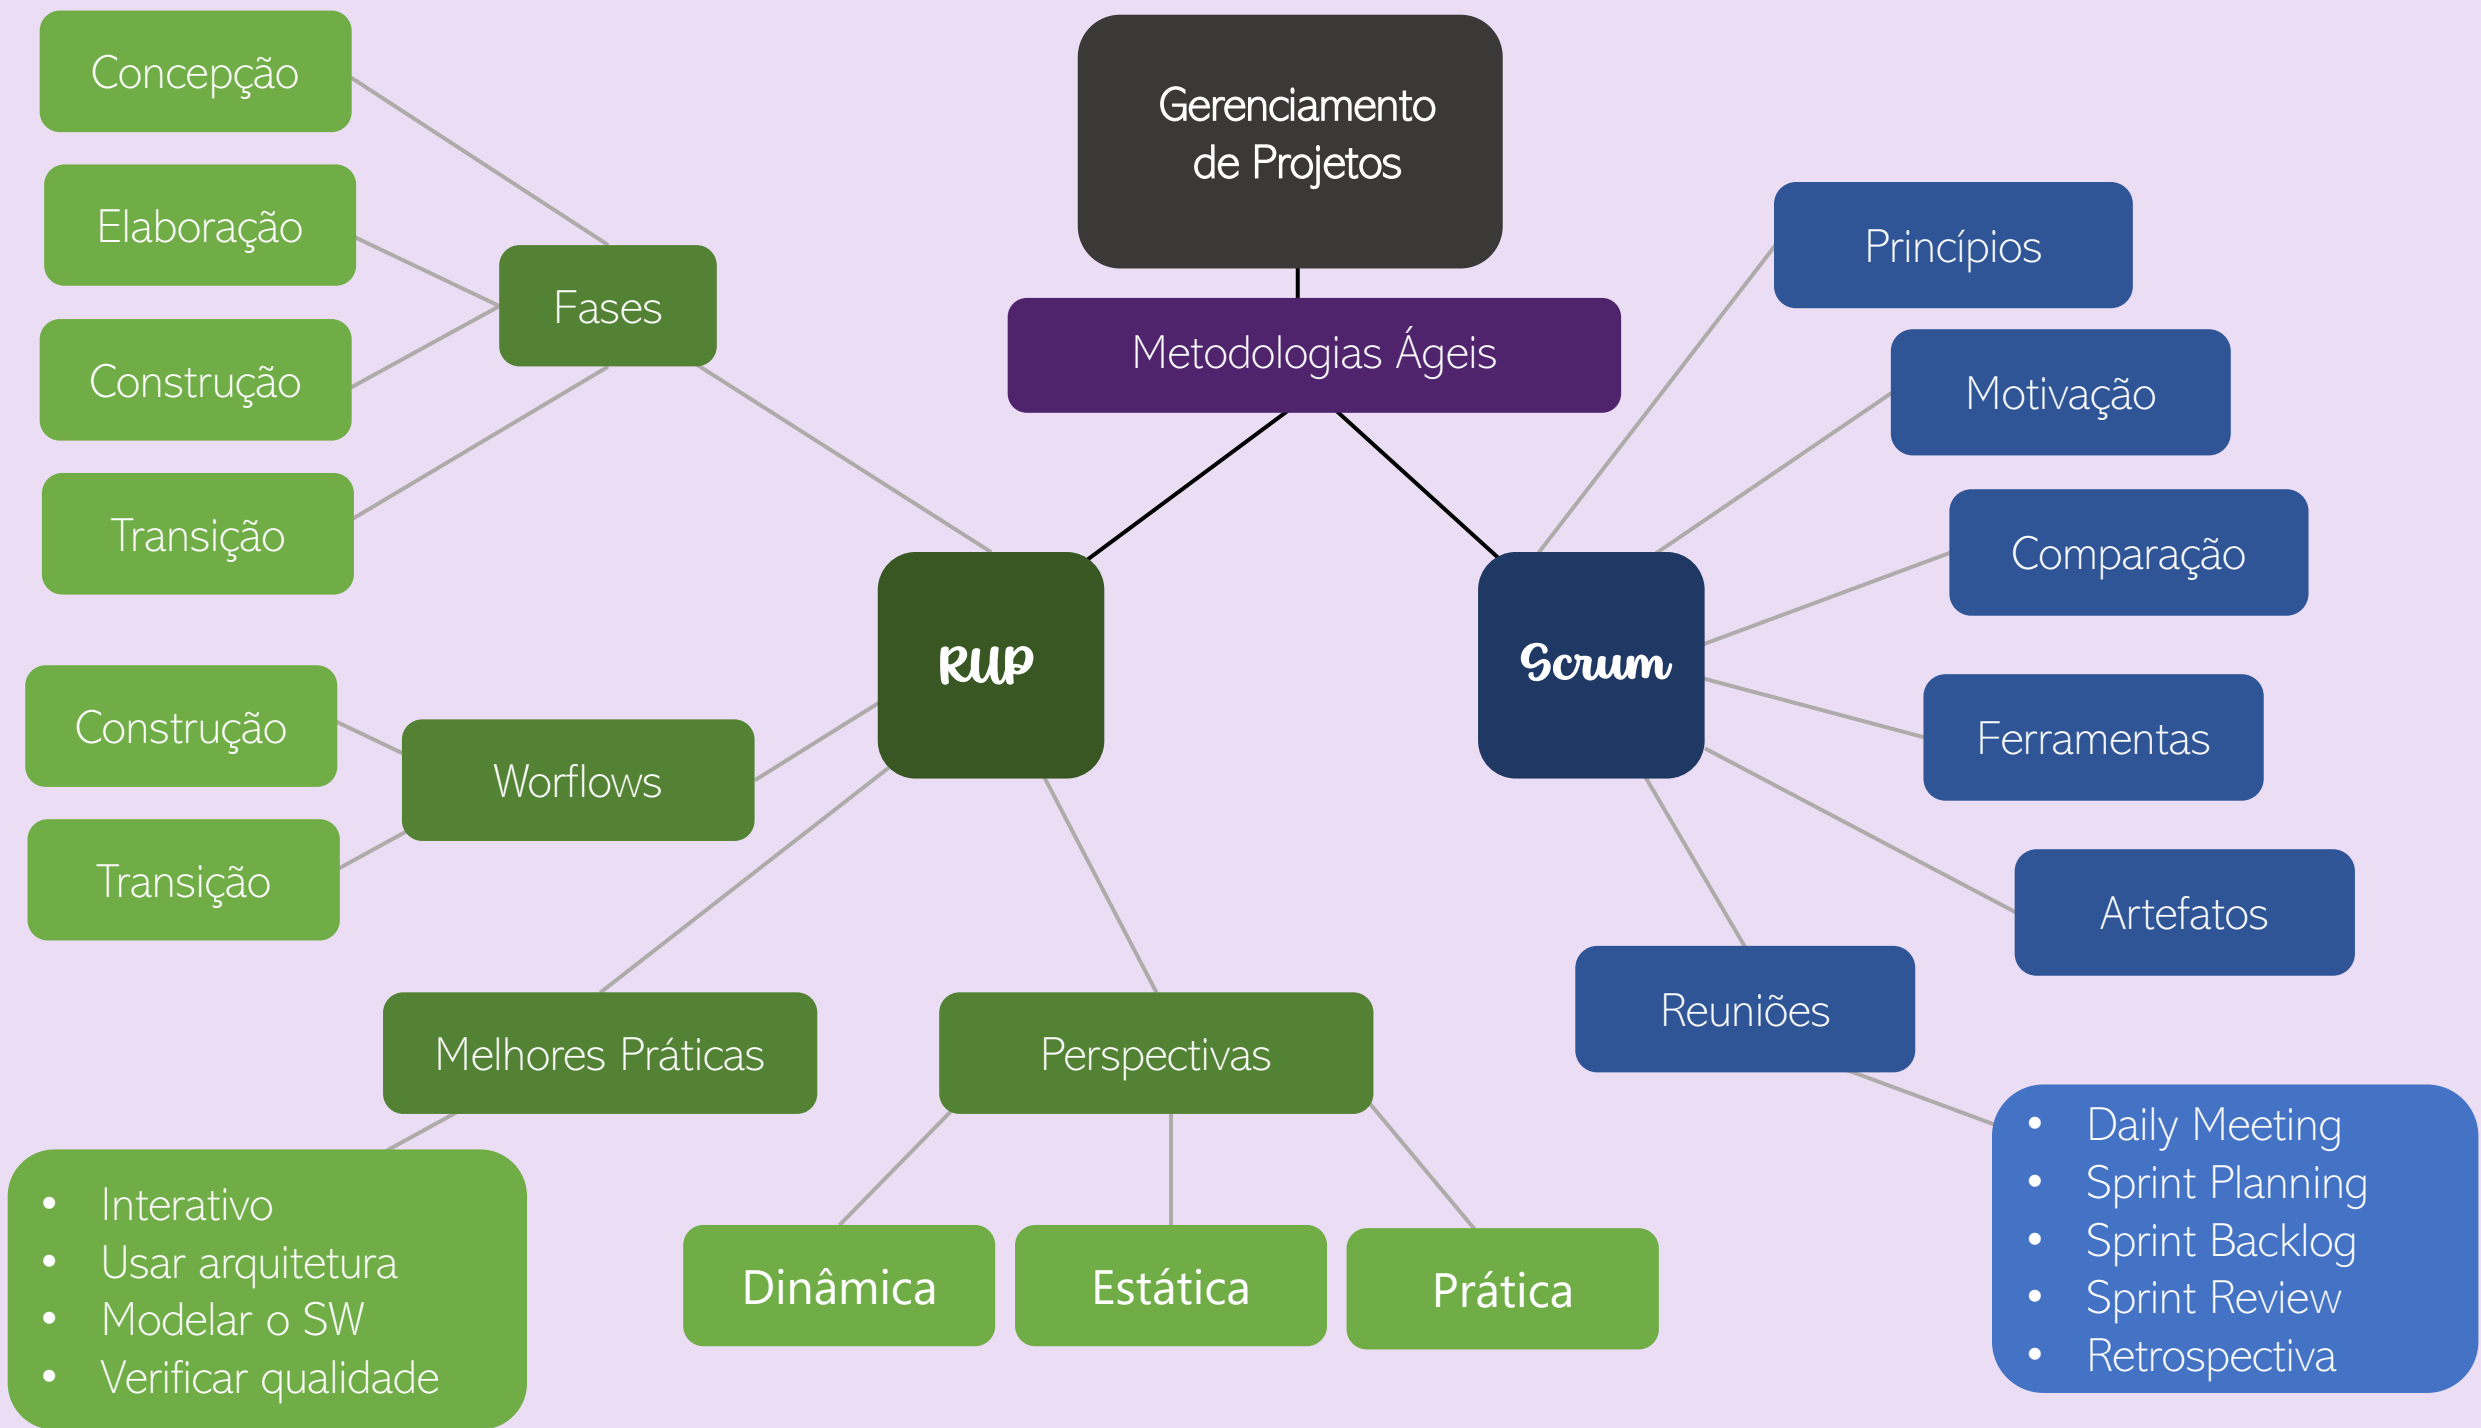 Gerenciamento
de Projetos
Metodologias Ágeis
RUP
Fases
Concepção
Elaboração
Construção
Transição
Worflows
Construção
Transição
Melhores Práticas
• Interativo
• Usar arquitetura
• Modelar o SW
• Verificar qualidade
Perspectivas
Dinâmica
Estática
Prática
Scrum
Princípios
Motivação
Comparação
Ferramentas
Artefatos
Reuniões
• Daily Meeting
• Sprint Planning
• Sprint Backlog
• Sprint Review
• Retrospectiva